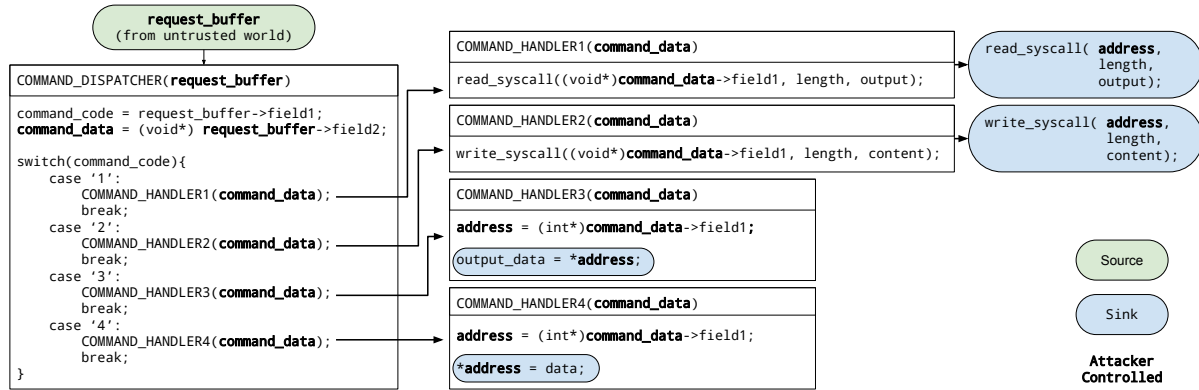 request_buffer
(from untrusted world)
COMMAND_DISPATCHER(request_buffer)
command_code = request_buffer->field1;
command_data = (void*) request_buffer->field2;
switch(command_code){
case ‘1’:
COMMAND_HANDLER1(command_data);
break;
case ‘2’:
COMMAND_HANDLER2(command_data);
break;
case ‘3’:
COMMAND_HANDLER3(command_data);
break;
case ‘4’:
COMMAND_HANDLER4(command_data);
break;
}
COMMAND_HANDLER1(command_data)
read_syscall((void*)command_data->field1, length, output);
COMMAND_HANDLER2(command_data)
write_syscall((void*)command_data->field1, length, content);
COMMAND_HANDLER3(command_data)
address = (int*)command_data->field1;
output_data = *address;
COMMAND_HANDLER4(command_data)
address = (int*)command_data->field1;
*address = data;
read_syscall( address,
length,
output);
write_syscall( address,
length,
content);
Source
Sink
Attacker
Controlled